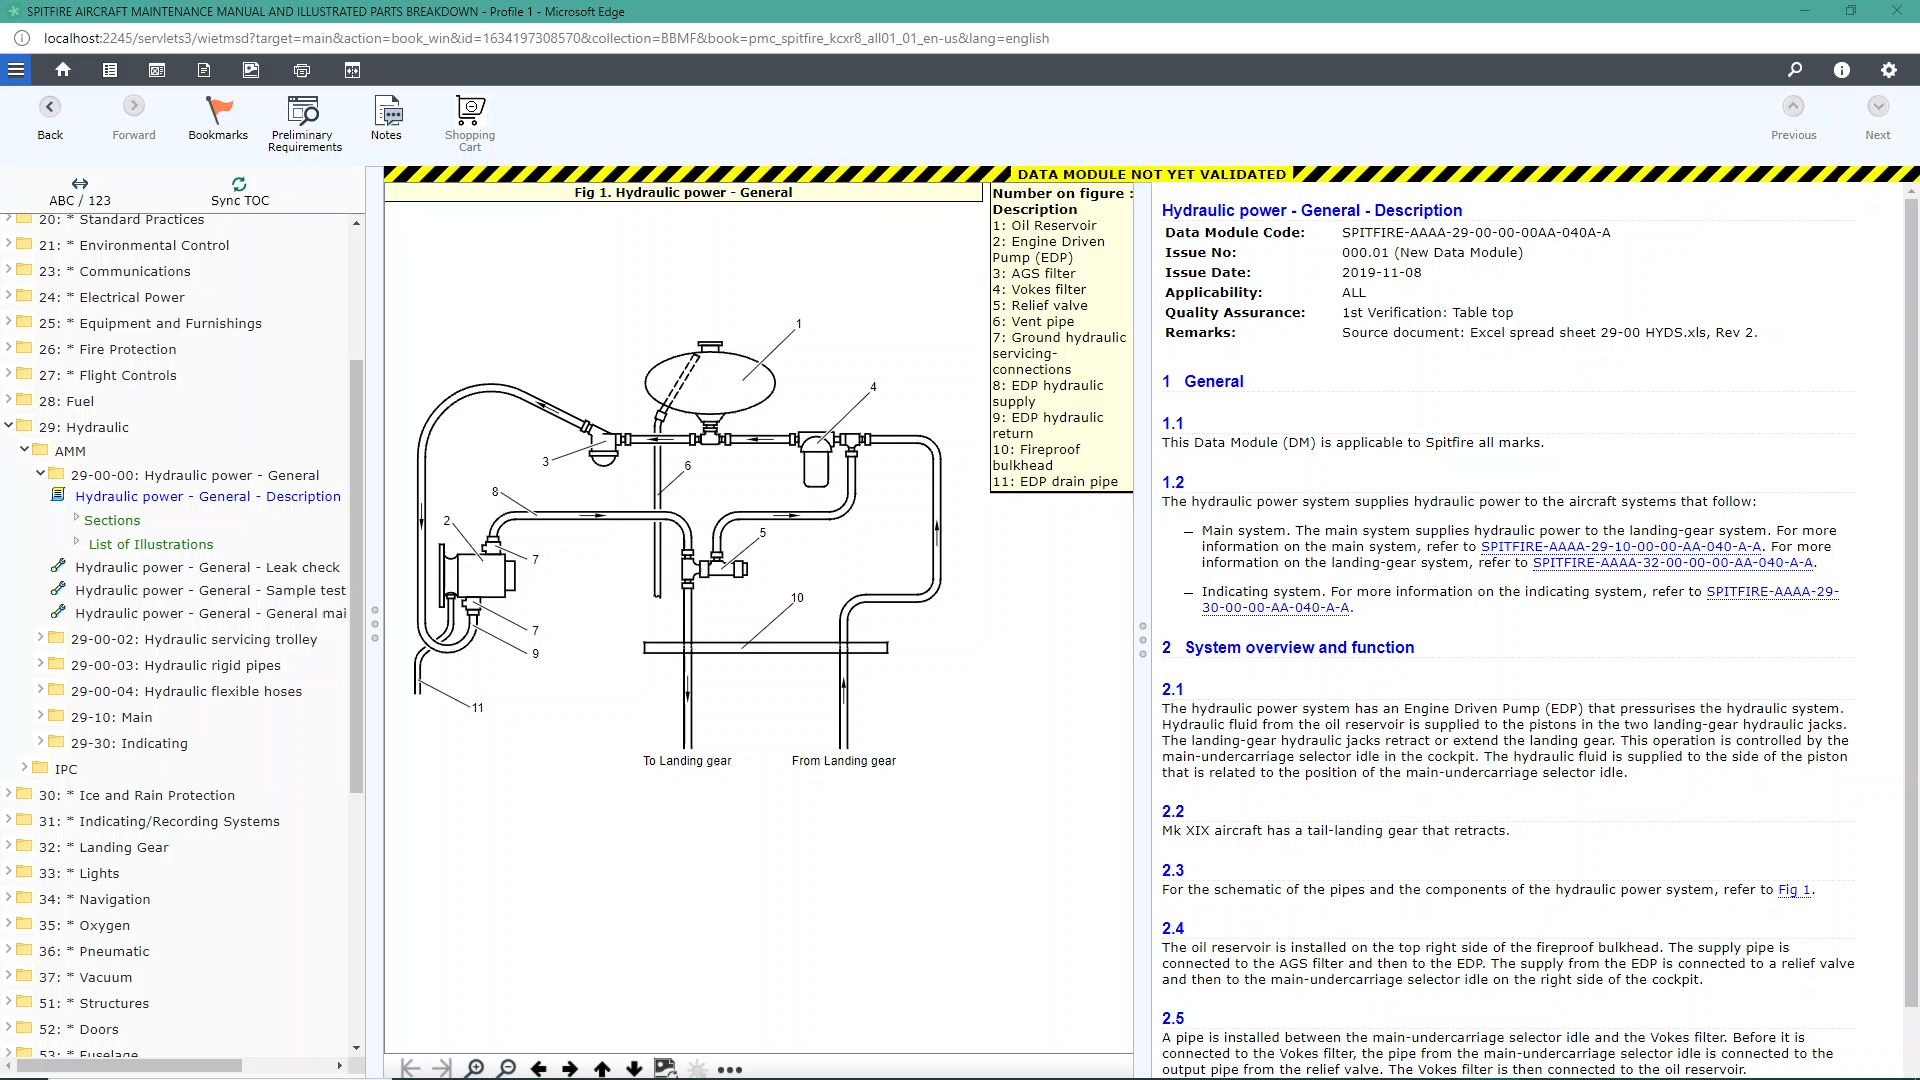 SPITFIRE AIRCRAFT MAINTENANCE MANUAL AND ILLUSTRATED PARTS BREAKDOWN - Profile 1 - Microsoft Edge
localhost:2245/servlets3/wietmsd?target=main&action=book_win&id=1634197308570&collection=BBMF&book=pmc_spitfire_kcxr8_all01_01_en-us&lang=english
Back
Forward
Bookmarks
Preliminary
Requirements
Notes
Shopping
Cart
Previous
Next
ABC / 123
Sync TOC
20: * Standard Practices
21: * Environmental Control
23: * Communications
24: * Electrical Power
25: * Equipment and Furnishings
26: * Fire Protection
27: * Flight Controls
28: Fuel
29: Hydraulic
AMM
29-00-00: Hydraulic power - General
Hydraulic power - General - Description
Sections
List of Illustrations
Hydraulic power - General - Leak check
Hydraulic power - General - Sample test
Hydraulic power - General - General mai
29-00-02: Hydraulic servicing trolley
29-00-03: Hydraulic rigid pipes
29-00-04: Hydraulic flexible hoses
29-10: Main
29-30: Indicating
IPC
30: * Ice and Rain Protection
31: * Indicating/Recording Systems
32: * Landing Gear
33: * Lights
34: * Navigation
35: * Oxygen
36: * Pneumatic
37: * Vacuum
51: * Structures
52: * Doors
53: * Fuselage
DATA MODULE NOT YET VALIDATED
Fig 1. Hydraulic power - General
1
4
3
6
8
2
7
5
10
7
9
11
To Landing gear
From Landing gear
Number on figure :
Description
1: Oil Reservoir
2: Engine Driven
Pump (EDP)
3: AGS filter
4: Vokes filter
5: Relief valve
6: Vent pipe
7: Ground hydraulic
servicing-
connections
8: EDP hydraulic
supply
9: EDP hydraulic
return
10: Fireproof
bulkhead
11: EDP drain pipe
Hydraulic power - General - Description
Data Module Code: SPITFIRE-AAAA-29-00-00-00AA-040A-A
Issue No: 000.01 (New Data Module)
Issue Date: 2019-11-08
Applicability: ALL
Quality Assurance: 1st Verification: Table top
Remarks: Source document: Excel spread sheet 29-00 HYDS.xls, Rev 2.
1 General
1.1
This Data Module (DM) is applicable to Spitfire all marks.
1.2
The hydraulic power system supplies hydraulic power to the aircraft systems that follow:
– Main system. The main system supplies hydraulic power to the landing-gear system. For more
information on the main system, refer to SPITFIRE-AAAA-29-10-00-00-AA-040-A-A. For more
information on the landing-gear system, refer to SPITFIRE-AAAA-32-00-00-00-AA-040-A-A.
– Indicating system. For more information on the indicating system, refer to SPITFIRE-AAAA-29-
30-00-00-AA-040-A-A.
2 System overview and function
2.1
The hydraulic power system has an Engine Driven Pump (EDP) that pressurises the hydraulic system.
Hydraulic fluid from the oil reservoir is supplied to the pistons in the two landing-gear hydraulic jacks.
The landing-gear hydraulic jacks retract or extend the landing gear. This operation is controlled by the
main-undercarriage selector idle in the cockpit. The hydraulic fluid is supplied to the side of the piston
that is related to the position of the main-undercarriage selector idle.
2.2
Mk XIX aircraft has a tail-landing gear that retracts.
2.3
For the schematic of the pipes and the components of the hydraulic power system, refer to Fig 1.
2.4
The oil reservoir is installed on the top right side of the fireproof bulkhead. The supply pipe is
connected to the AGS filter and then to the EDP. The supply from the EDP is connected to a relief valve
and then to the main-undercarriage selector idle on the right side of the cockpit.
2.5
A pipe is installed between the main-undercarriage selector idle and the Vokes filter. Before it is
connected to the Vokes filter, the pipe from the main-undercarriage selector idle is connected to the
output pipe from the relief valve. The Vokes filter is then connected to the oil reservoir.